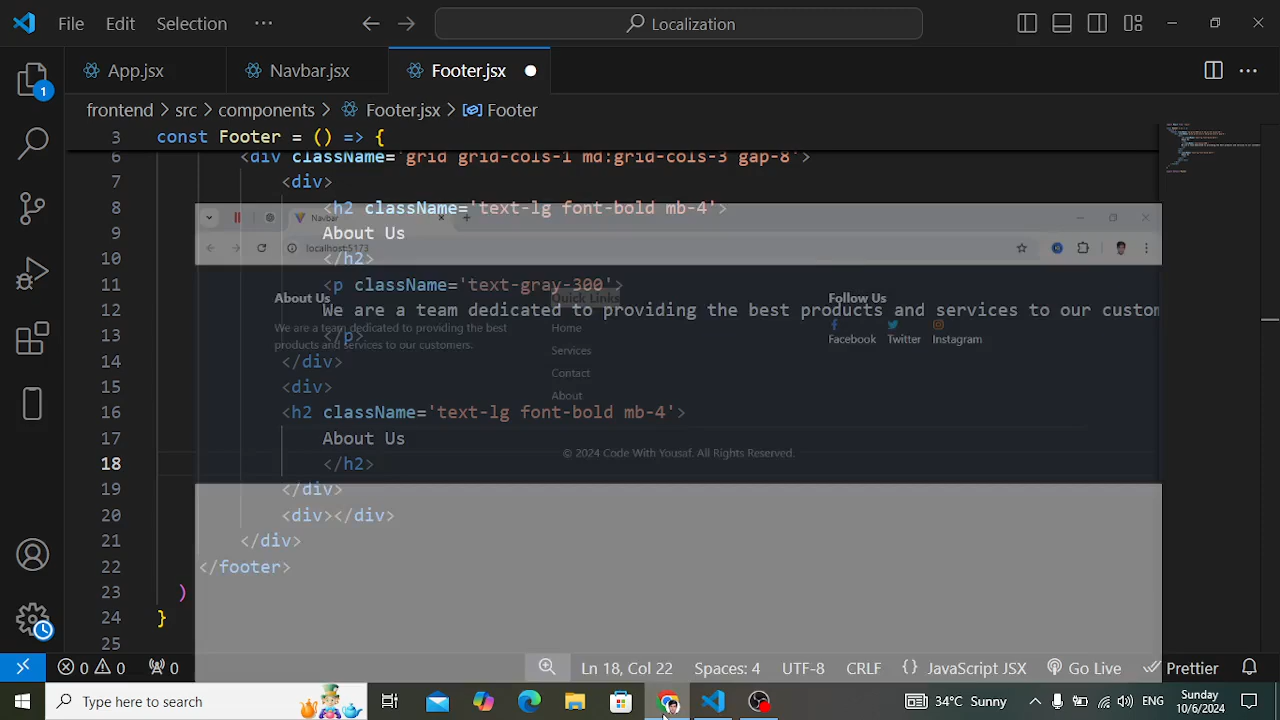 File Edit Selection ··· Localization
App.jsx Navbar.jsx Footer.jsx
frontend > src > components > Footer.jsx > Footer
3 const Footer = () => {
6 <div className='grid grid-cols-1 md:grid-cols-3 gap-8'>
7 <div>
8 <h2 className='text-lg font-bold mb-4'>
Navbar
9 About Us
localhost:5173
10 </h2>
11 <p className='text-gray-300'>
About Us Quick Links Follow Us
12 We are a team dedicated to providing the best products and services to our custom
We are a team dedicated to providing the best Home
13 </p>
products and services to our customers. Services Facebook Twitter Instagram
14 </div>
Contact
15 <div>
About
16 <h2 className='text-lg font-bold mb-4'>
17 About Us
© 2024 Code With Yousaf. All Rights Reserved.
18 </h2>
19 </div>
20 <div></div>
21 </div>
22 </footer>
23 )
24 }
25
0 0 0 Ln 18, Col 22 Spaces: 4 UTF-8 CRLF {} JavaScript JSX Go Live Prettier
Type here to search 34°C Sunny ENG Sunday
10/6/2024
1